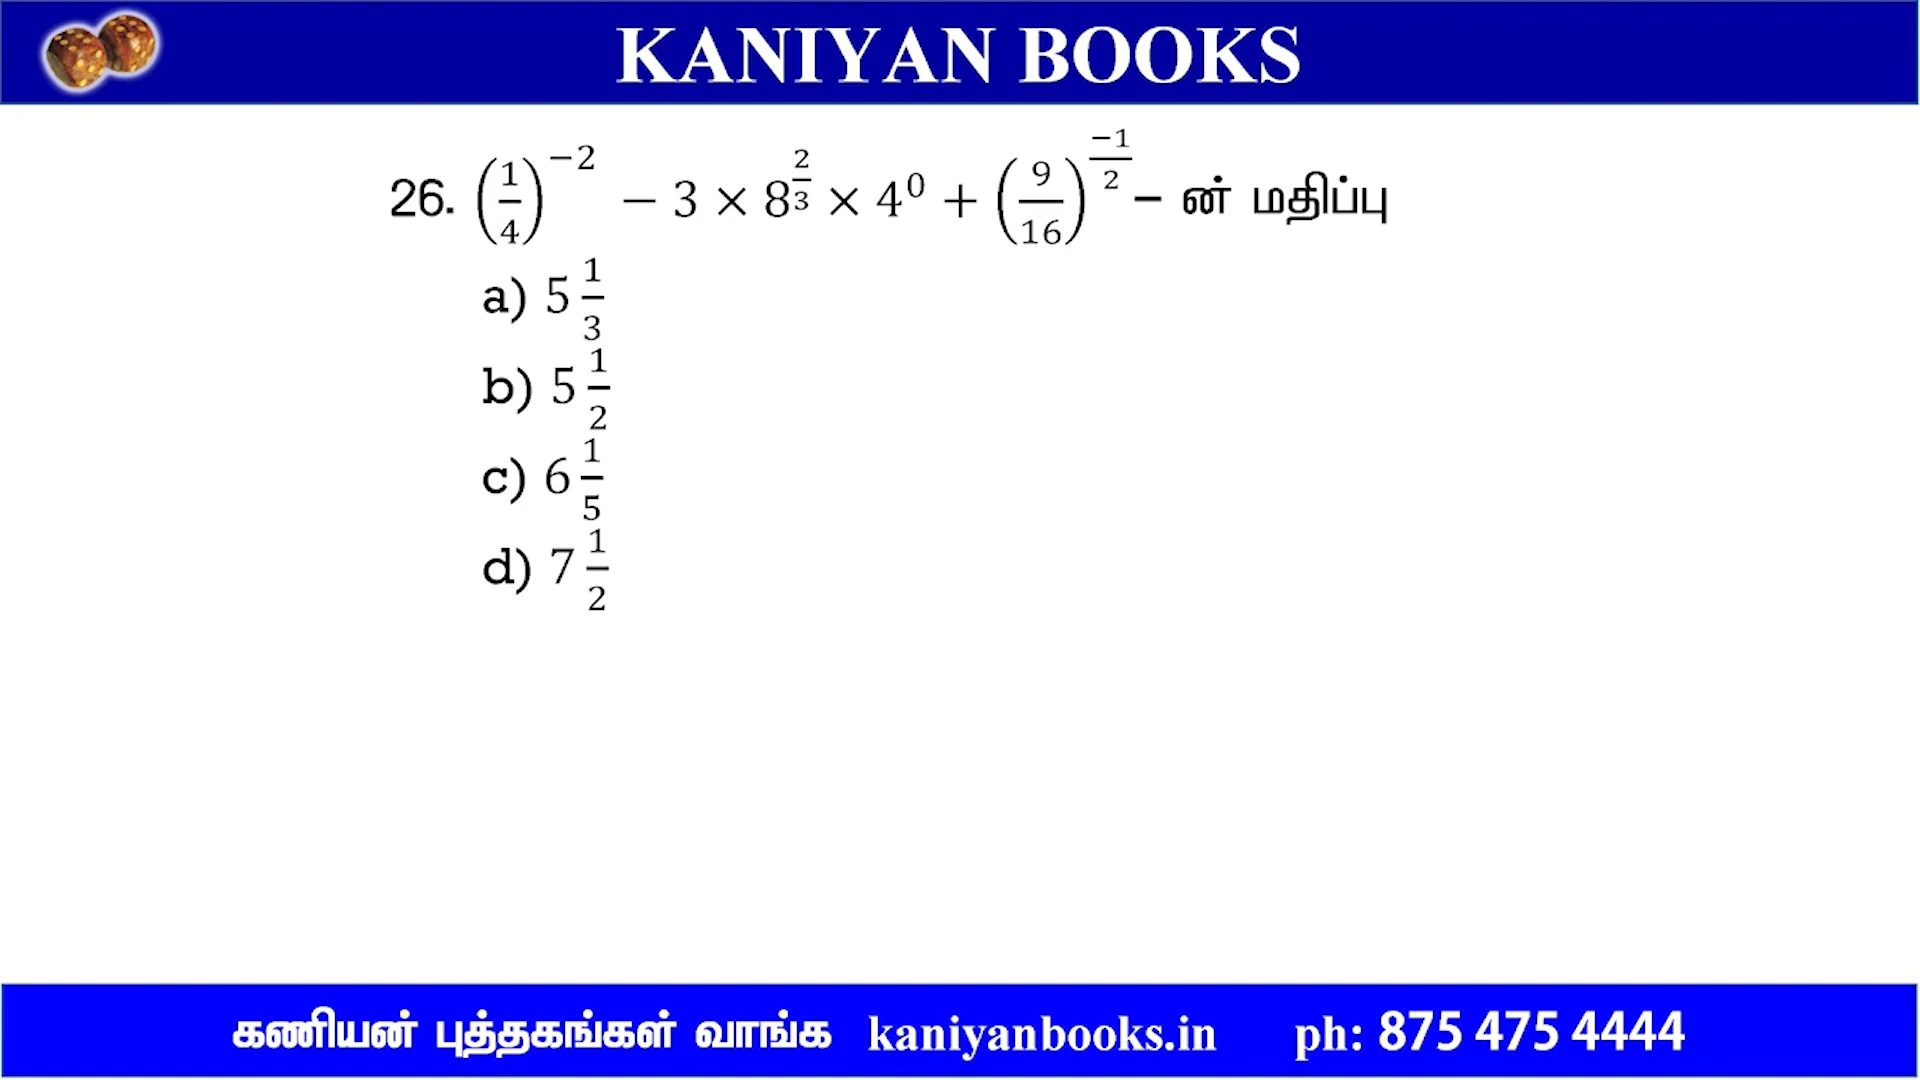 KANIYAN BOOKS
26. (1/4)^−2 − 3 × 8^(2/3) × 4^0 + (9/16)^(−1/2) – ன் மதிப்பு
a) 5 1/3
b) 5 1/2
c) 6 1/5
d) 7 1/2
கணியன் புத்தகங்கள் வாங்க kaniyanbooks.in ph: 875 475 4444